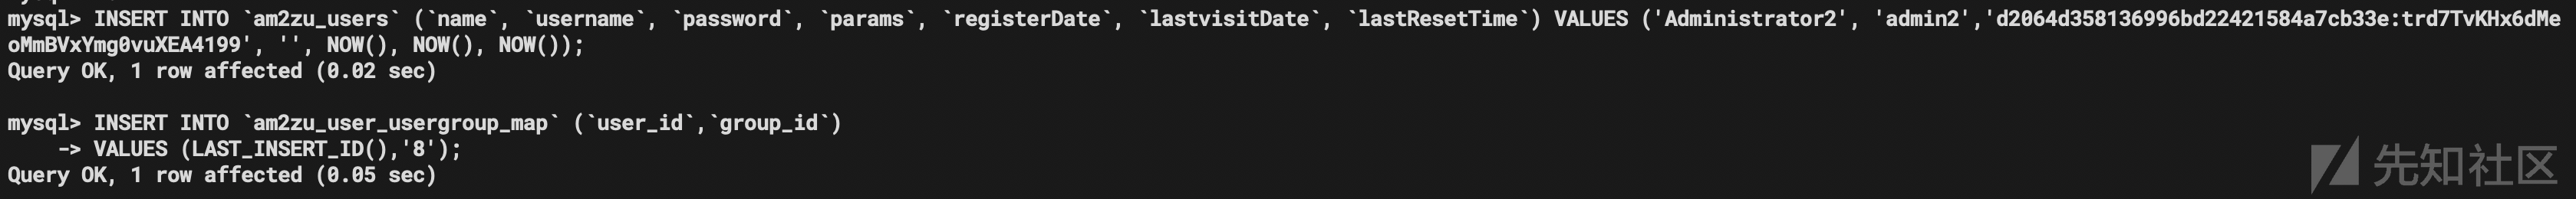 mysql> INSERT INTO `am2zu_users` (`name`, `username`, `password`, `params`, `registerDate`, `lastvisitDate`, `lastResetTime`) VALUES ('Administrator2', 'admin2','d2064d358136996bd22421584a7cb33e:trd7TvKHx6dMe
oMmBVxYmg0vuXEA4199', '', NOW(), NOW(), NOW());
Query OK, 1 row affected (0.02 sec)
mysql> INSERT INTO `am2zu_user_usergroup_map` (`user_id`,`group_id`)
    -> VALUES (LAST_INSERT_ID(),'8');
Query OK, 1 row affected (0.05 sec)
先知社区